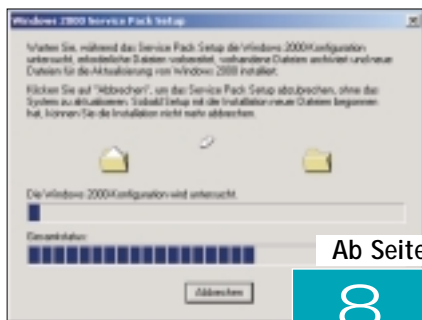 Windows 2000 Service Pack Setup
Warten Sie, während das Service Pack Setup die Windows 2000-Konfiguration
untersucht, erforderliche Dateien vorbereitet, vorhandene Dateien archiviert und neue
Dateien für die Aktualisierung von Windows 2000 installiert.
Klicken Sie auf "Abbrechen", um das Service Pack Setup abzubrechen, ohne das
System zu aktualisieren. Sobald Setup mit der Installation neuer Dateien begonnen
hat, können Sie die Installation nicht mehr abbrechen.
Die Windows 2000-Konfiguration wird untersucht.
Gesamtstatus:
Abbrechen
Ab Seite
8